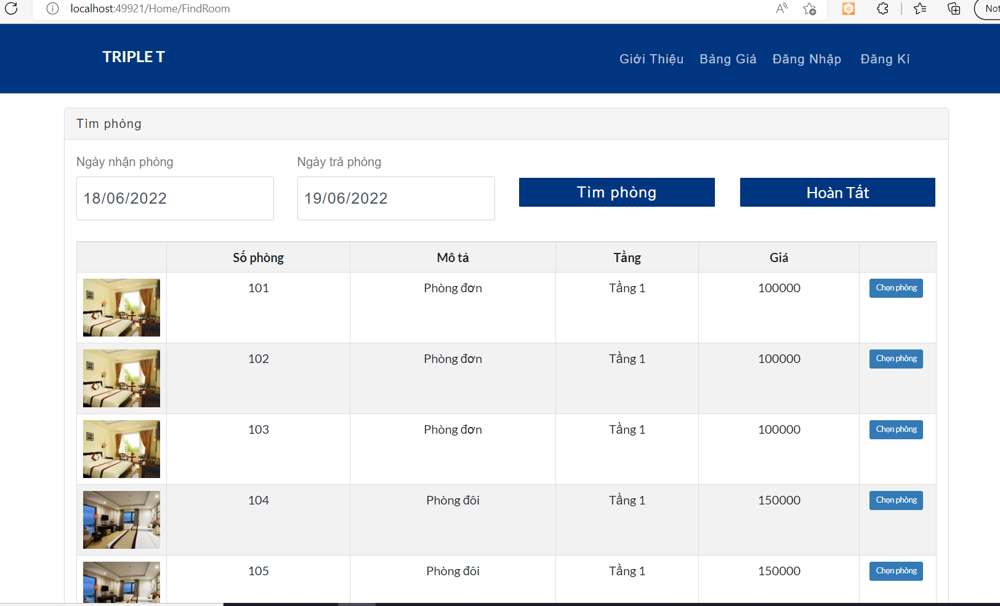 localhost:49921/Home/FindRoom
TRIPLE T
Giới Thiệu Bảng Giá Đăng Nhập Đăng Kí
Tìm phòng
Ngày nhận phòng Ngày trả phòng
18/06/2022 19/06/2022 Tìm phòng Hoàn Tất
Số phòng Mô tả Tầng Giá
101 Phòng đơn Tầng 1 100000 Chọn phòng
102 Phòng đơn Tầng 1 100000 Chọn phòng
103 Phòng đơn Tầng 1 100000 Chọn phòng
104 Phòng đôi Tầng 1 150000 Chọn phòng
105 Phòng đôi Tầng 1 150000 Chọn phòng